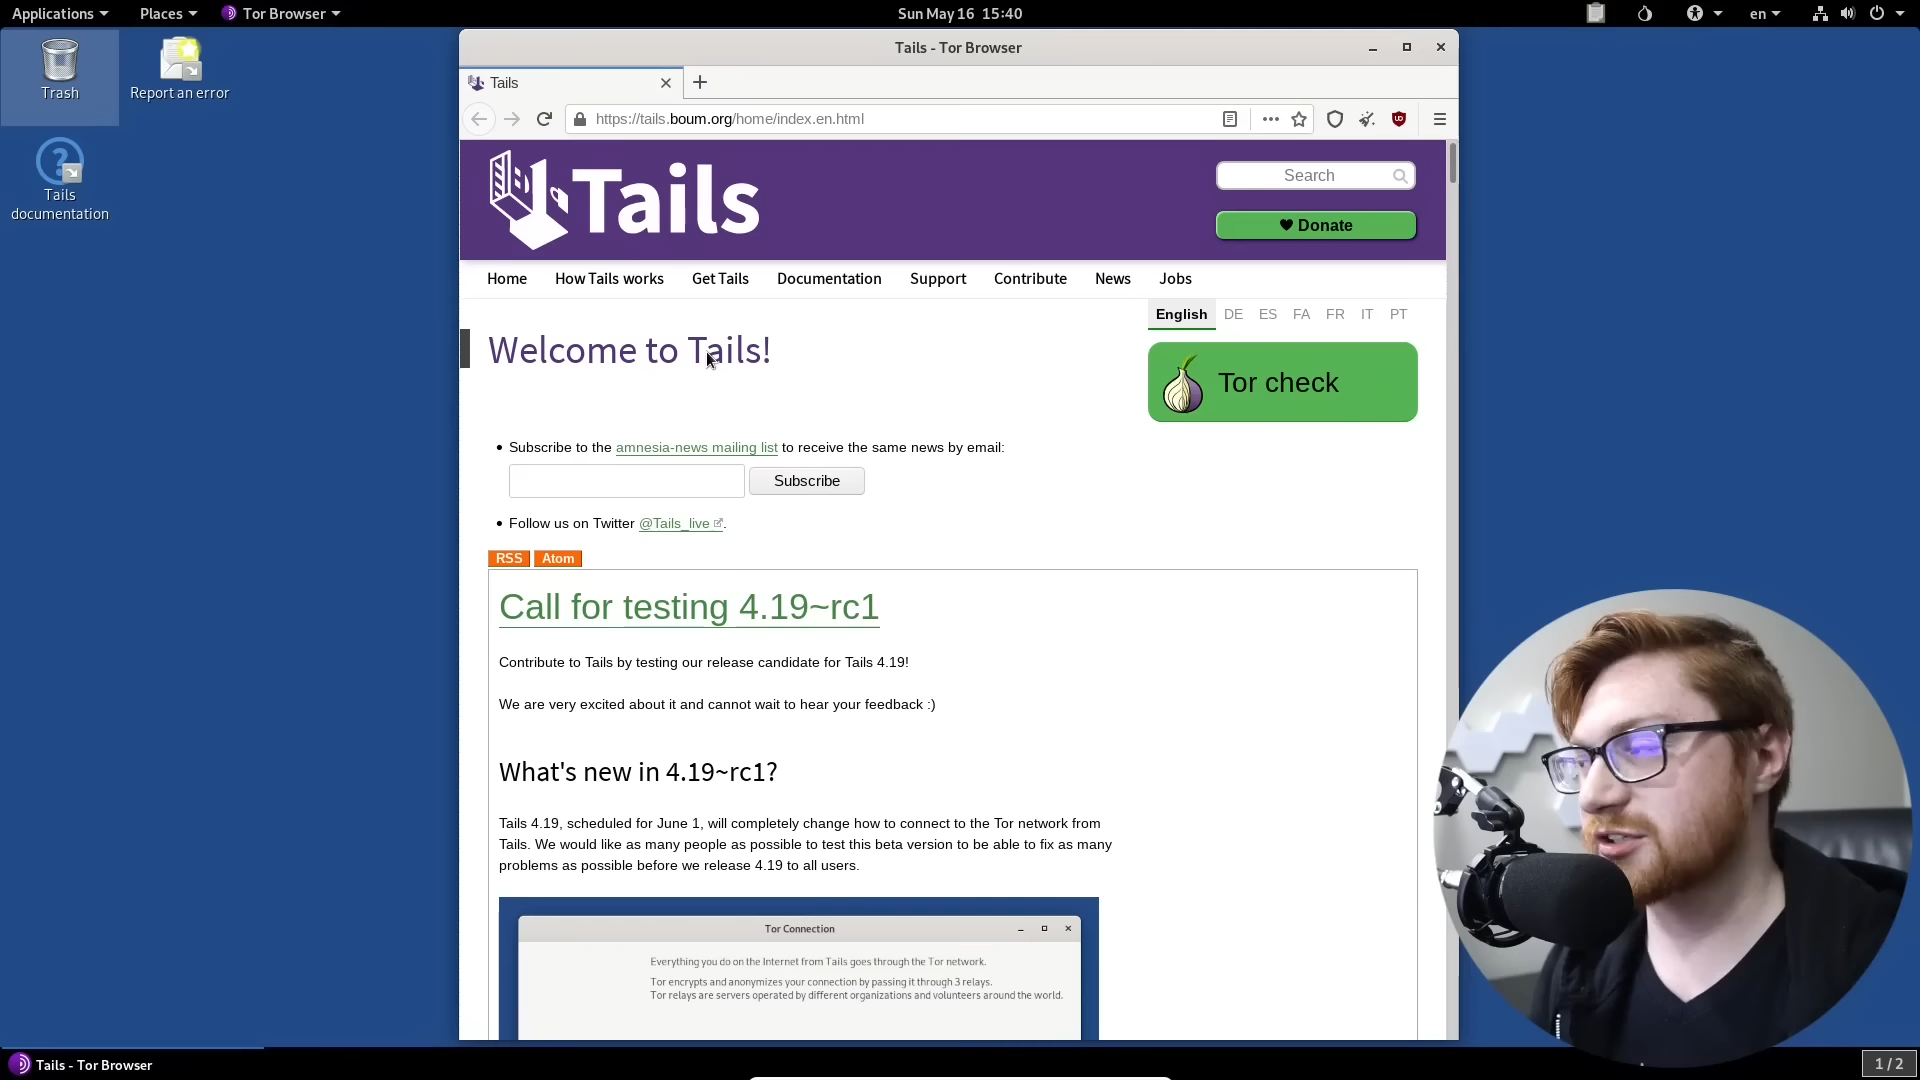 Applications Places Tor Browser Sun May 16 15:40 en
Trash
Report an error
Tails
documentation
Tails - Tor Browser
Tails
https://tails.boum.org/home/index.en.html
Tails
Search
Donate
Home How Tails works Get Tails Documentation Support Contribute News Jobs
English DE ES FA FR IT PT
Welcome to Tails!
Tor check
• Subscribe to the amnesia-news mailing list to receive the same news by email:
Subscribe
• Follow us on Twitter @Tails_live.
RSS Atom
Call for testing 4.19~rc1
Contribute to Tails by testing our release candidate for Tails 4.19!
We are very excited about it and cannot wait to hear your feedback :)
What's new in 4.19~rc1?
Tails 4.19, scheduled for June 1, will completely change how to connect to the Tor network from
Tails. We would like as many people as possible to test this beta version to be able to fix as many
problems as possible before we release 4.19 to all users.
Tor Connection
Everything you do on the Internet from Tails goes through the Tor network.
Tor encrypts and anonymizes your connection by passing it through 3 relays.
Tor relays are servers operated by different organizations and volunteers around the world.
Tails - Tor Browser
1 / 2